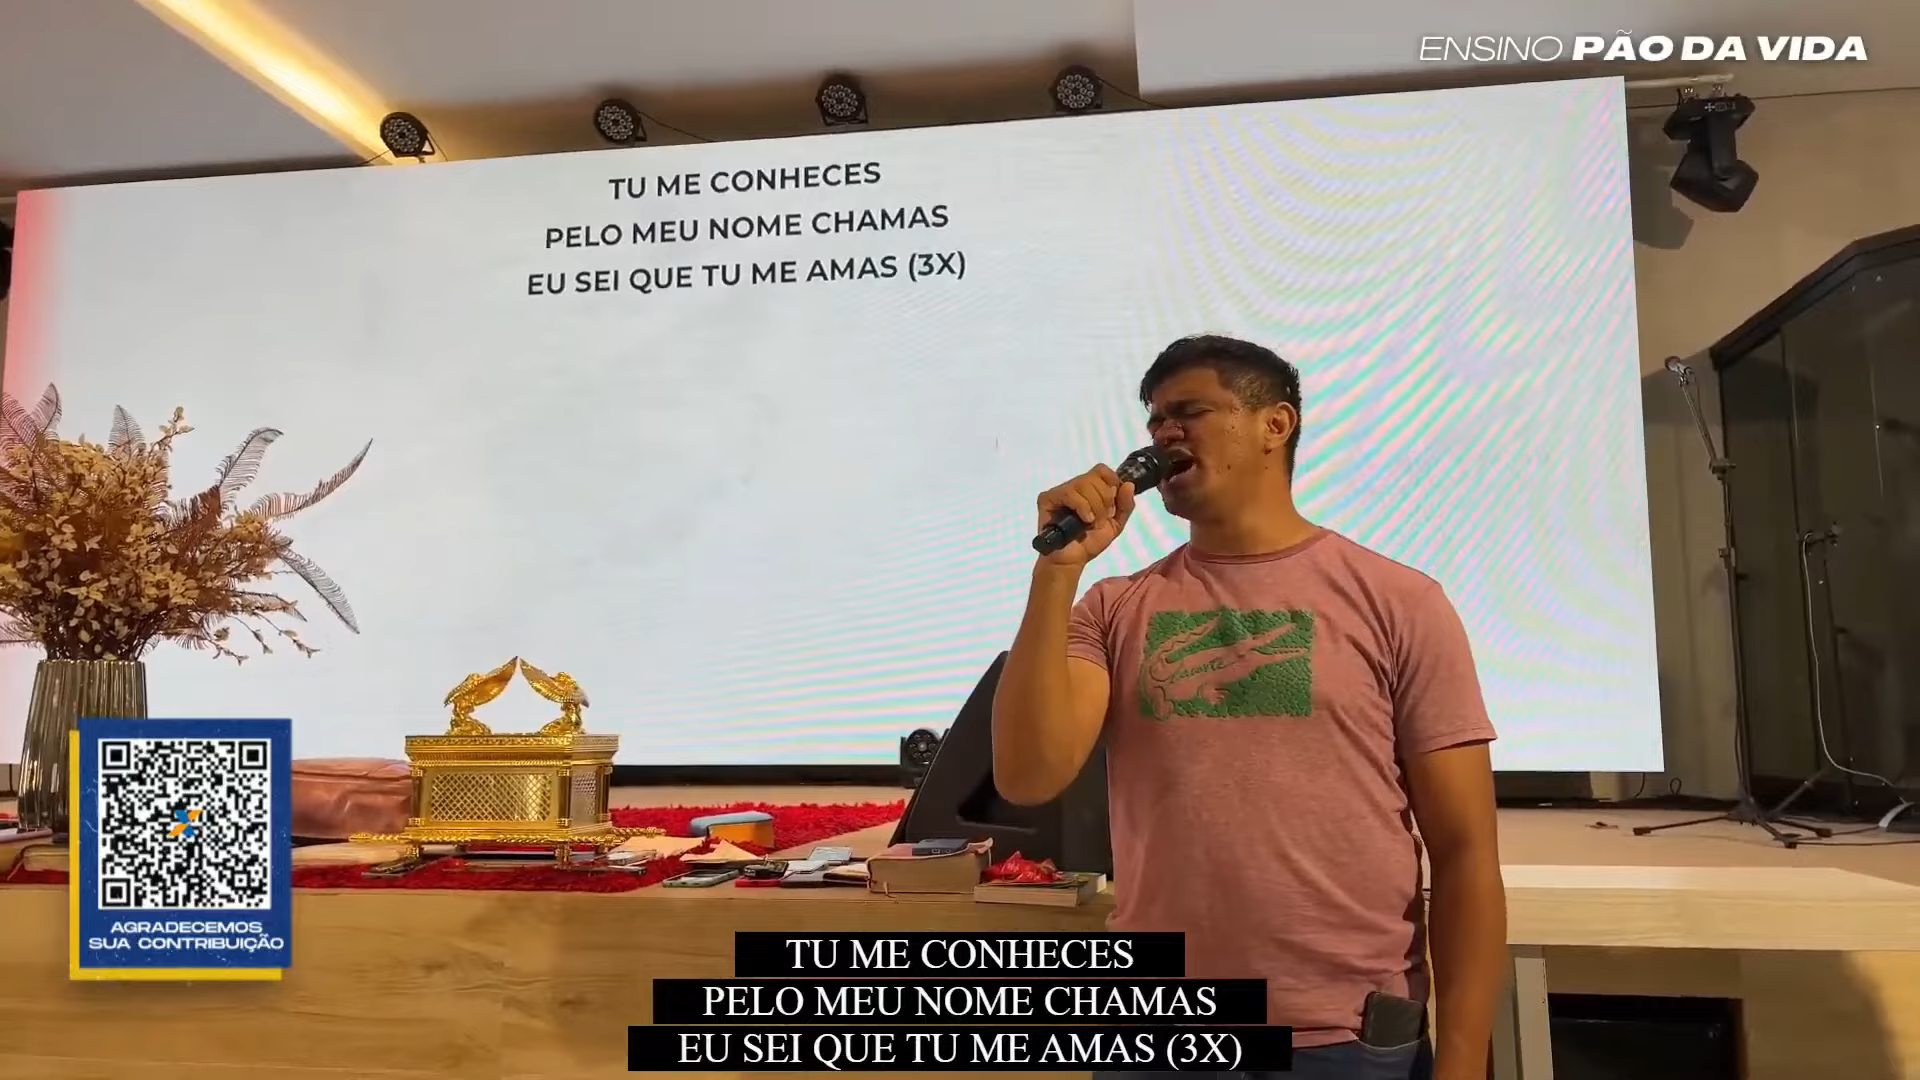 ENSINO PÃO DA VIDA
TU ME CONHECES
PELO MEU NOME CHAMAS
EU SEI QUE TU ME AMAS (3X)
Lacoste
AGRADECEMOS
SUA CONTRIBUIÇÃO
TU ME CONHECES
PELO MEU NOME CHAMAS
EU SEI QUE TU ME AMAS (3X)